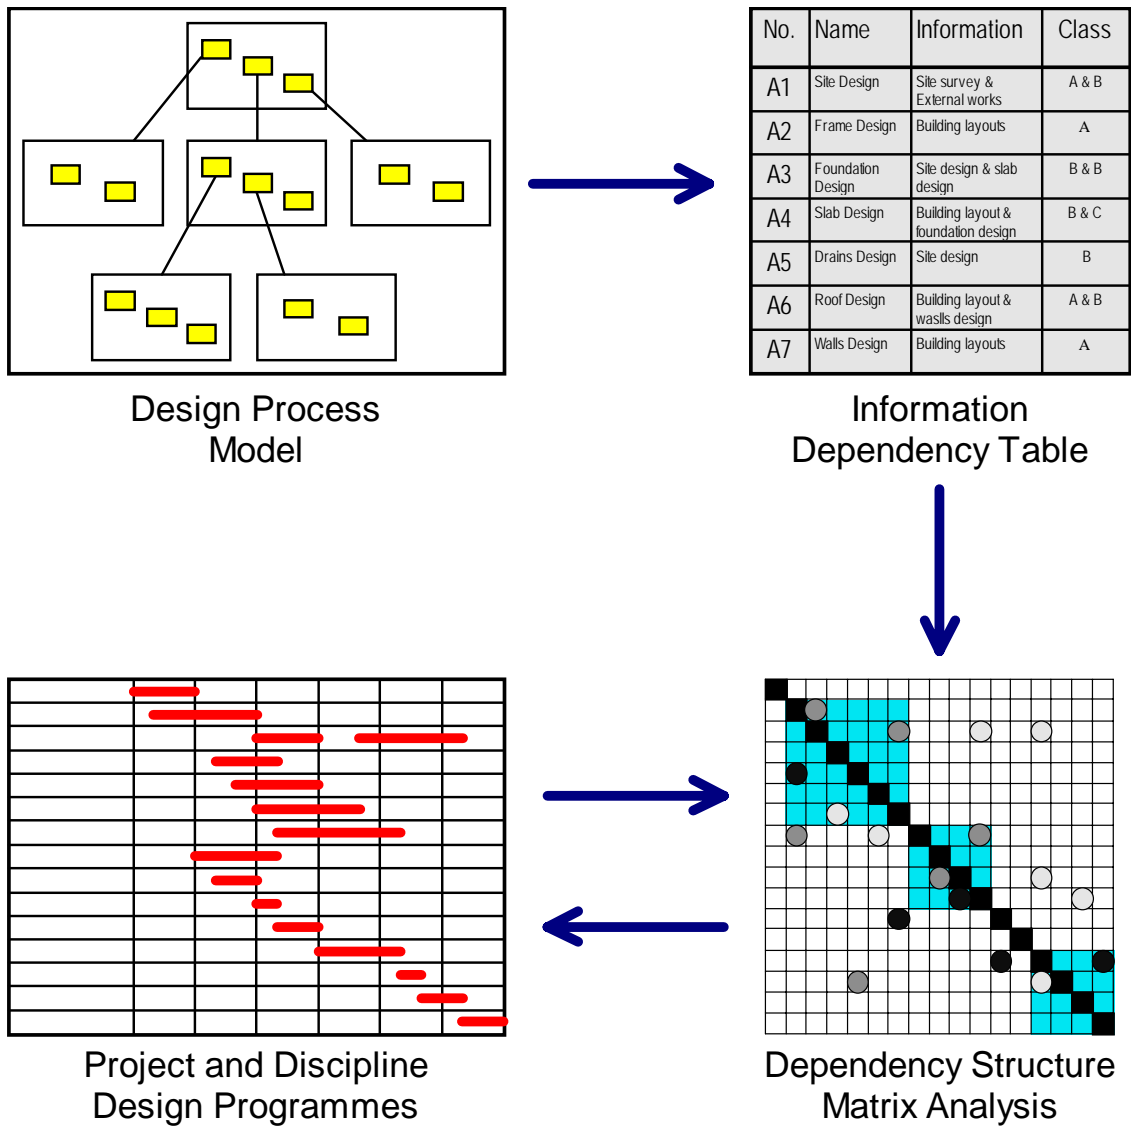 No. Name Information Class
A1 Site Design Site survey & A & B
External works
A2 Frame Design Building layouts A
A3 Foundation Site design & slab B & B
Design design
A4 Slab Design Building layout & B & C
foundation design
A5 Drains Design Site design B
A6 Roof Design Building layout & A & B
waslls design
A7 Walls Design Building layouts A
Design Process
Model
Information
Dependency Table
Project and Discipline
Design Programmes
Dependency Structure
Matrix Analysis